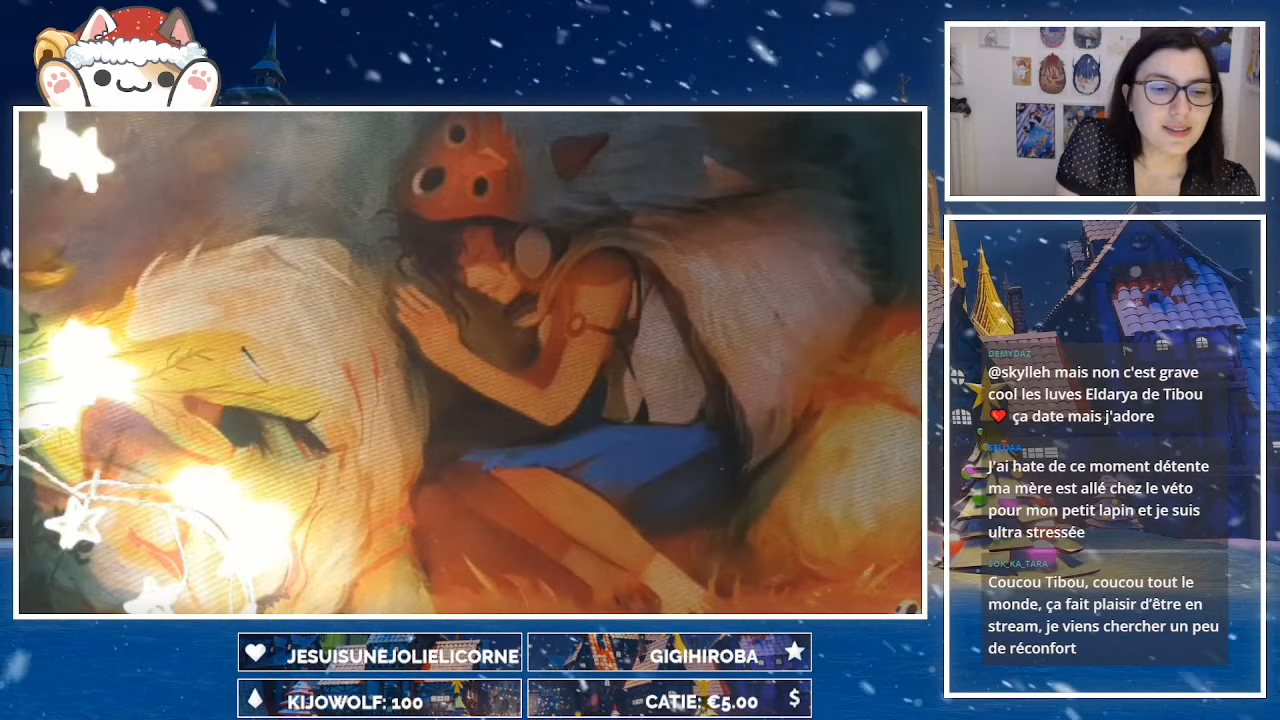 DEMYDAZ
@skylleh mais non c'est grave
cool les luves Eldarya de Tibou
ça date mais j'adore
SELDAA
J'ai hate de ce moment détente
ma mère est allé chez le véto
pour mon petit lapin et je suis
ultra stressée
SOK_KA_TARA
Coucou Tibou, coucou tout le
monde, ça fait plaisir d'être en
stream, je viens chercher un peu
de réconfort
JESUISUNEJOLIELICORNE
GIGIHIROBA
KIJOWOLF: 100
CATIE: €5.00
$